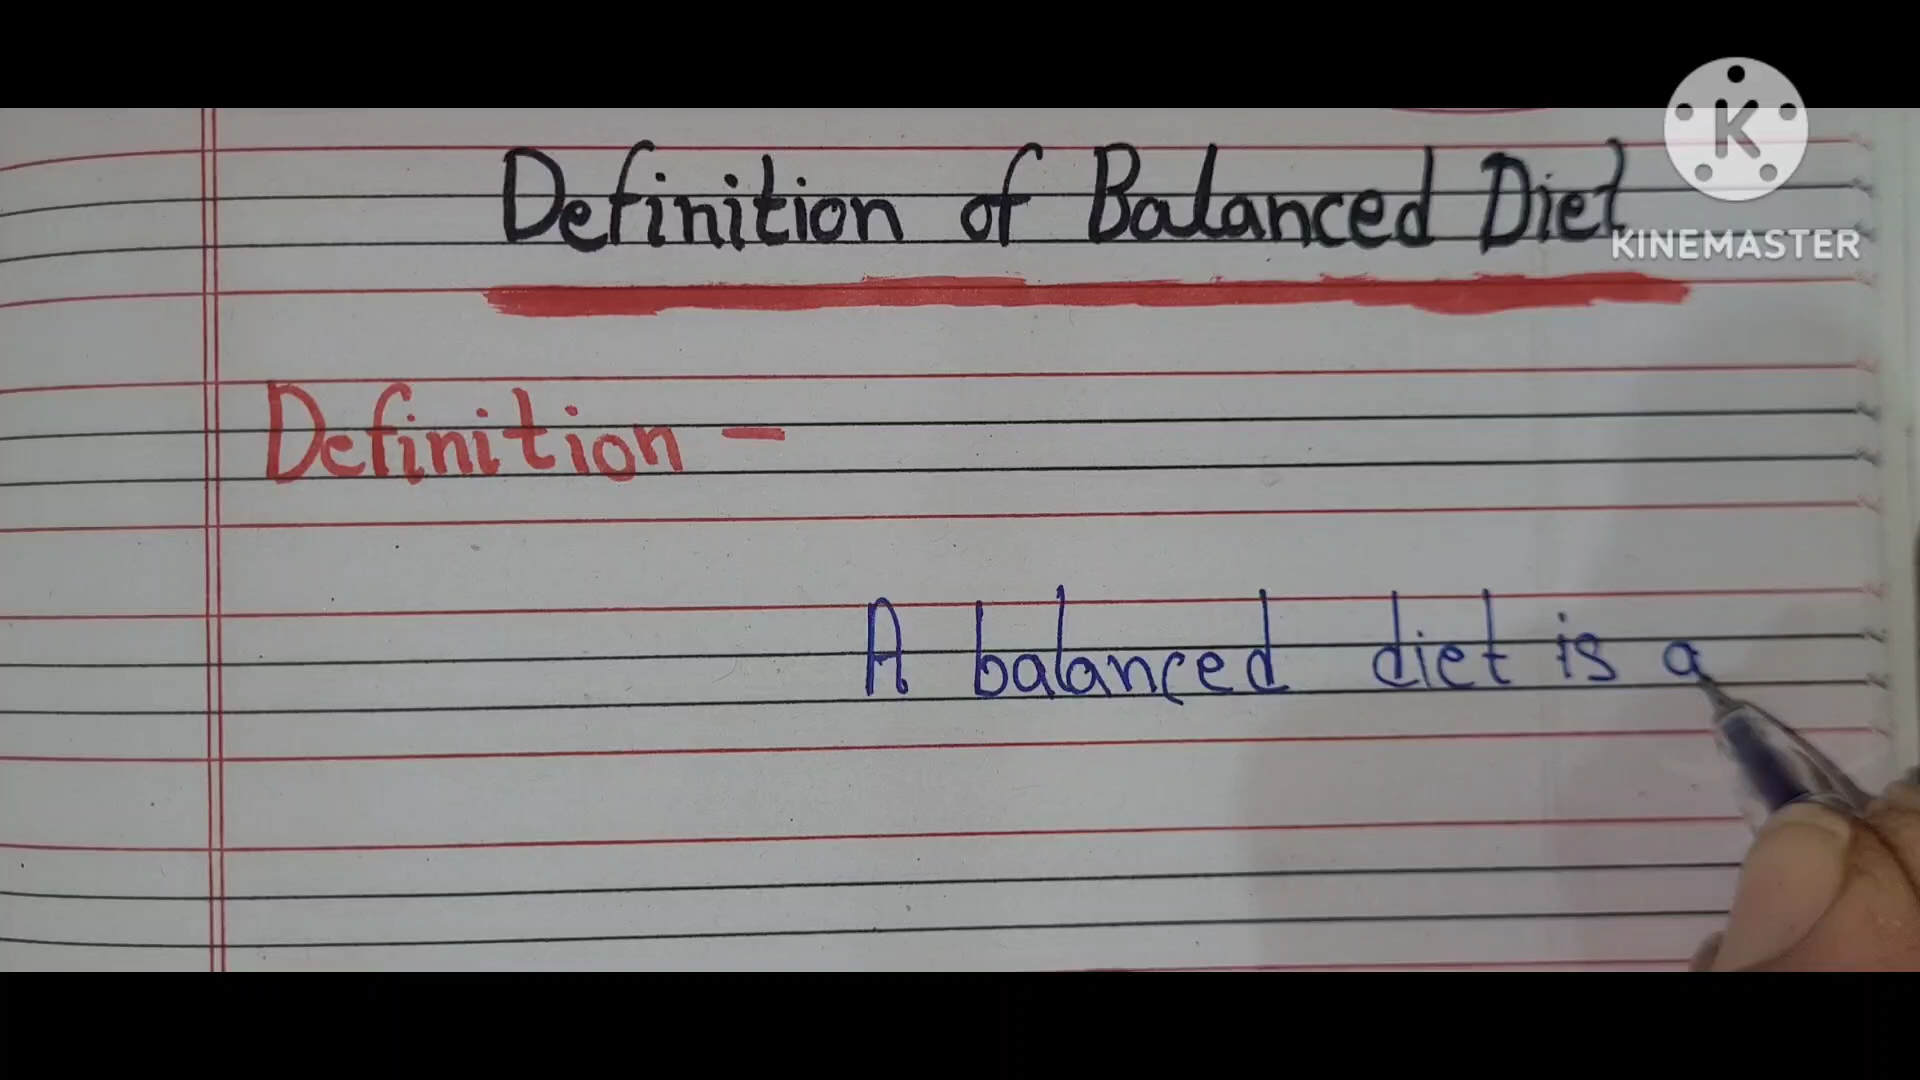 Definition of Balanced Diet
K
KINEMASTER
Definition –
A balanced diet is a